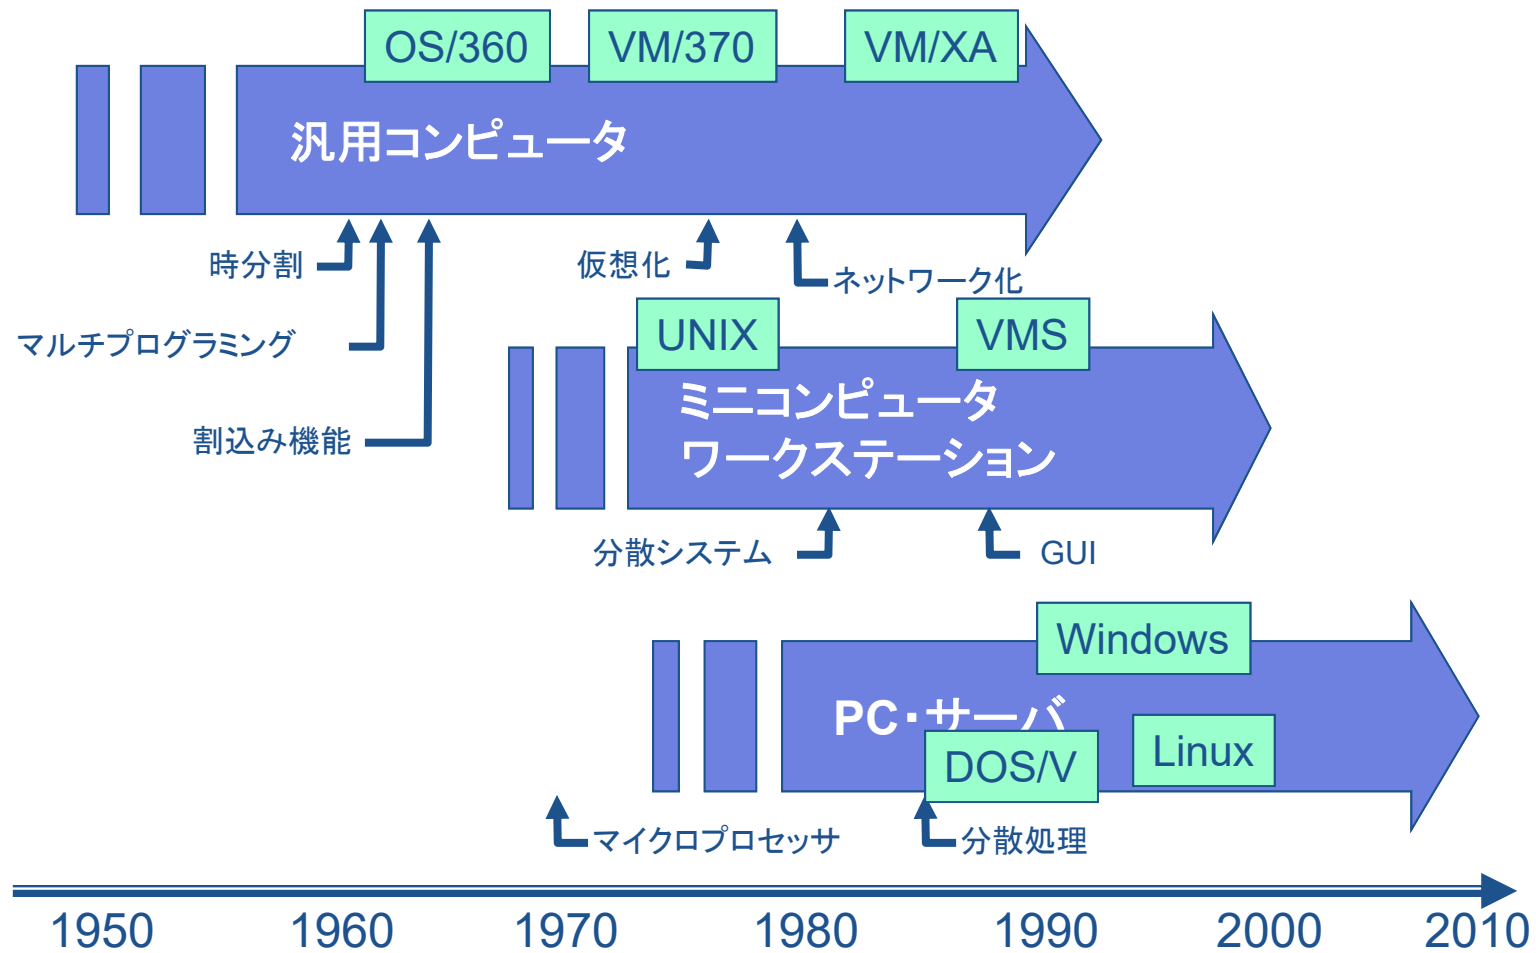 OS/360
VM/370
VM/XA
汎用コンピュータ
時分割
仮想化
ネットワーク化
マルチプログラミング
割込み機能
UNIX
VMS
ミニコンピュータ
ワークステーション
分散システム
GUI
Windows
PC・サーバ
DOS/V
Linux
マイクロプロセッサ
分散処理
1950
1960
1970
1980
1990
2000
2010